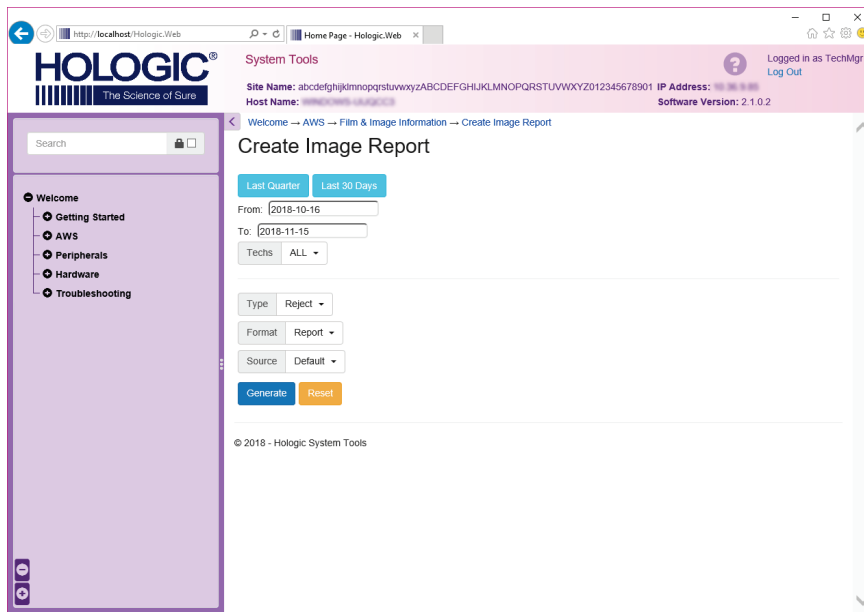 http://localhost/Hologic.Web
Home Page - Hologic.Web
HOLOGIC®
The Science of Sure
System Tools
Logged in as TechMgr
Log Out
Site Name: abcdefghijklmnopqrstuvwxyzABCDEFGHIJKLMNOPQRSTUVWXYZ012345678901 IP Address:
Host Name:
Software Version: 2.1.0.2
Welcome → AWS → Film & Image Information → Create Image Report
Search
Create Image Report
Last Quarter
Last 30 Days
From: 2018-10-16
To: 2018-11-15
Techs ALL
Welcome
Getting Started
AWS
Peripherals
Hardware
Troubleshooting
Type Reject
Format Report
Source Default
Generate
Reset
© 2018 - Hologic System Tools